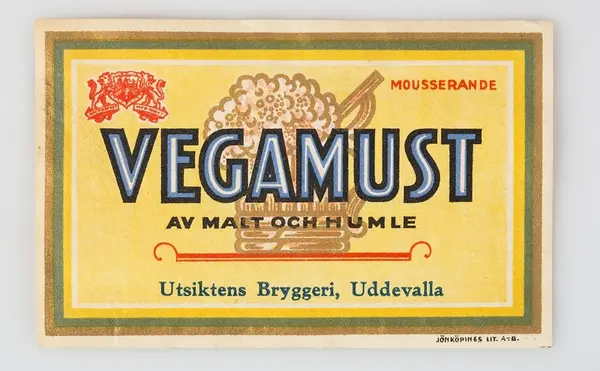 MOUSSERANDE
VEGAMUST
AV MALT OCH HUMLE
Utsiktens Bryggeri, Uddevalla
JÖNKÖPINGS LIT. A-B.